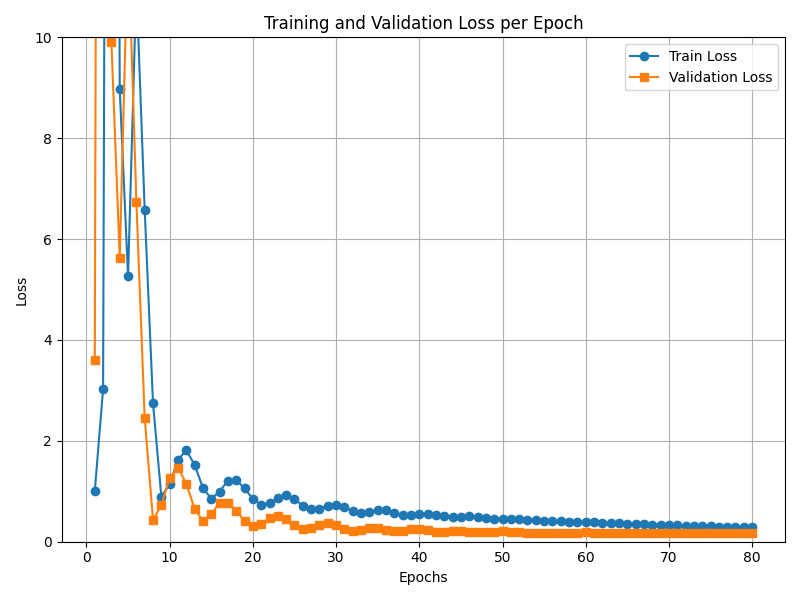 Training and Validation Loss per Epoch
Train Loss
Validation Loss
Loss
10
8
6
4
2
0
0 10 20 30 40 50 60 70 80
Epochs